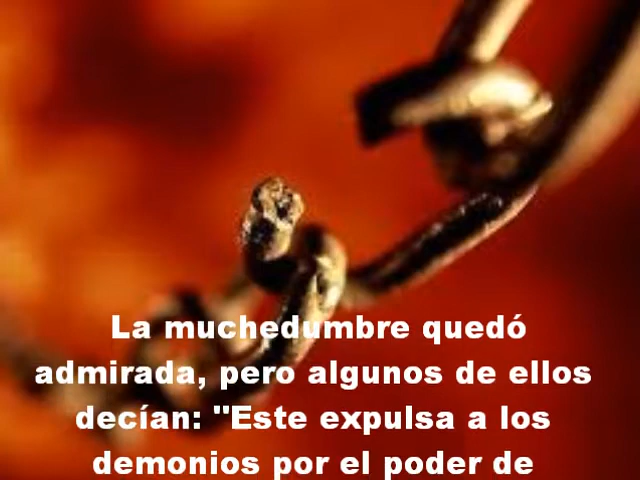 La muchedumbre quedó
admirada, pero algunos de ellos
decían: "Este expulsa a los
demonios por el poder de